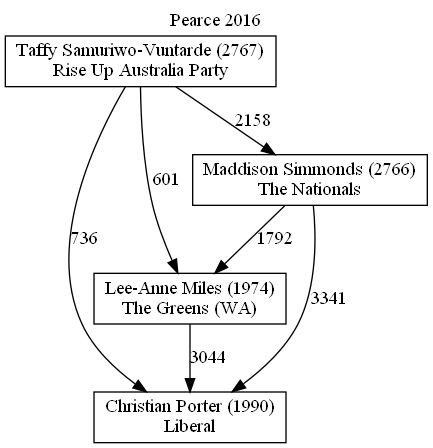 Pearce 2016
Taffy Samuriwo-Vuntarde (2767)
Rise Up Australia Party
2158
Maddison Simmonds (2766)
The Nationals
601
736
1792
Lee-Anne Miles (1974)
The Greens (WA)
3341
3044
Christian Porter (1990)
Liberal